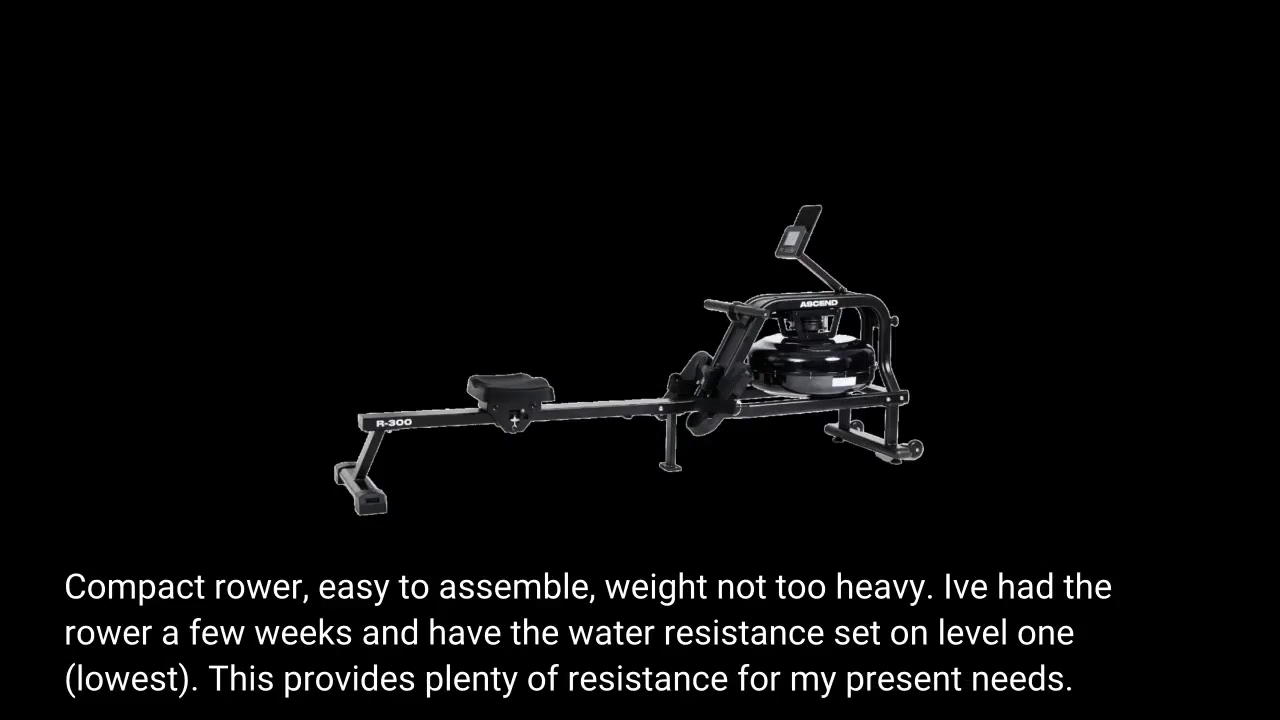 ASCEND
R-300
Compact rower, easy to assemble, weight not too heavy. Ive had the
rower a few weeks and have the water resistance set on level one
(lowest). This provides plenty of resistance for my present needs.